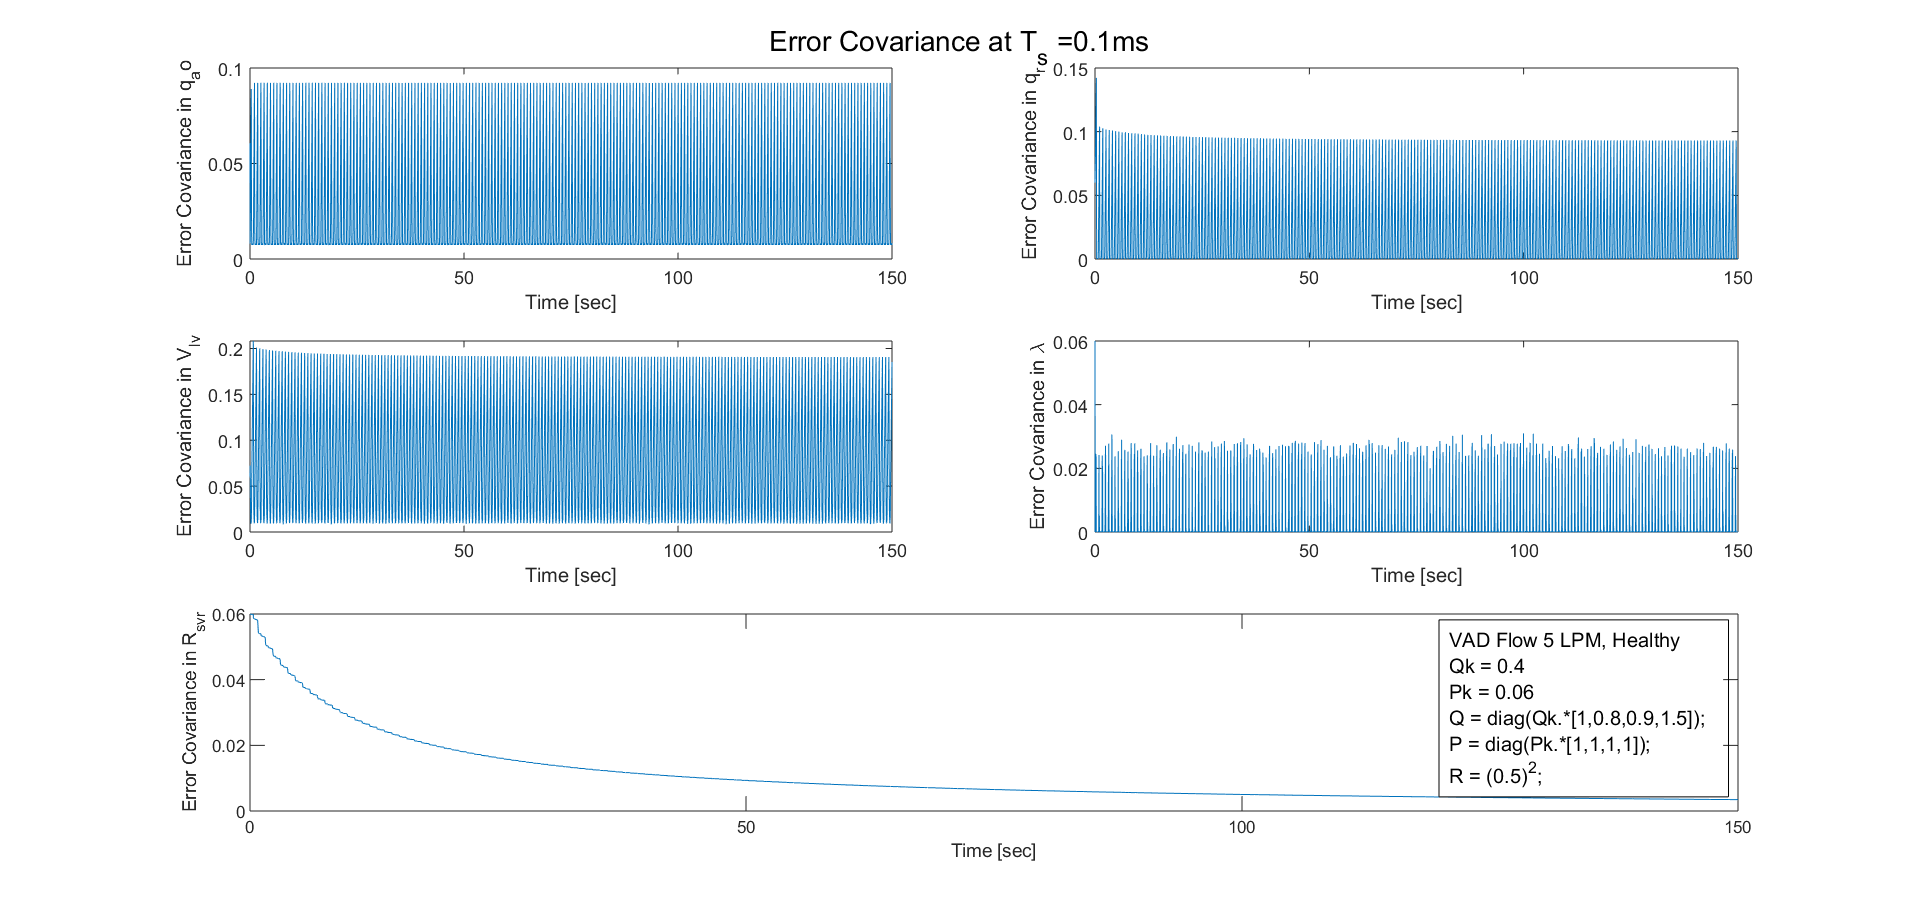 Error Covariance at Ts =0.1ms
Error Covariance in qao
0.1
0.05
0
0 50 100 150
Time [sec]
Error Covariance in qrs
0.15
0.1
0.05
0
0 50 100 150
Time [sec]
Error Covariance in Vlv
0.2
0.15
0.1
0.05
0
0 50 100 150
Time [sec]
Error Covariance in λ
0.06
0.04
0.02
0
0 50 100 150
Time [sec]
Error Covariance in Rsvr
0.06
0.04
0.02
0
0 50 100 150
Time [sec]
VAD Flow 5 LPM, Healthy
Qk = 0.4
Pk = 0.06
Q = diag(Qk.*[1,0.8,0.9,1.5]);
P = diag(Pk.*[1,1,1,1]);
R = (0.5)²;